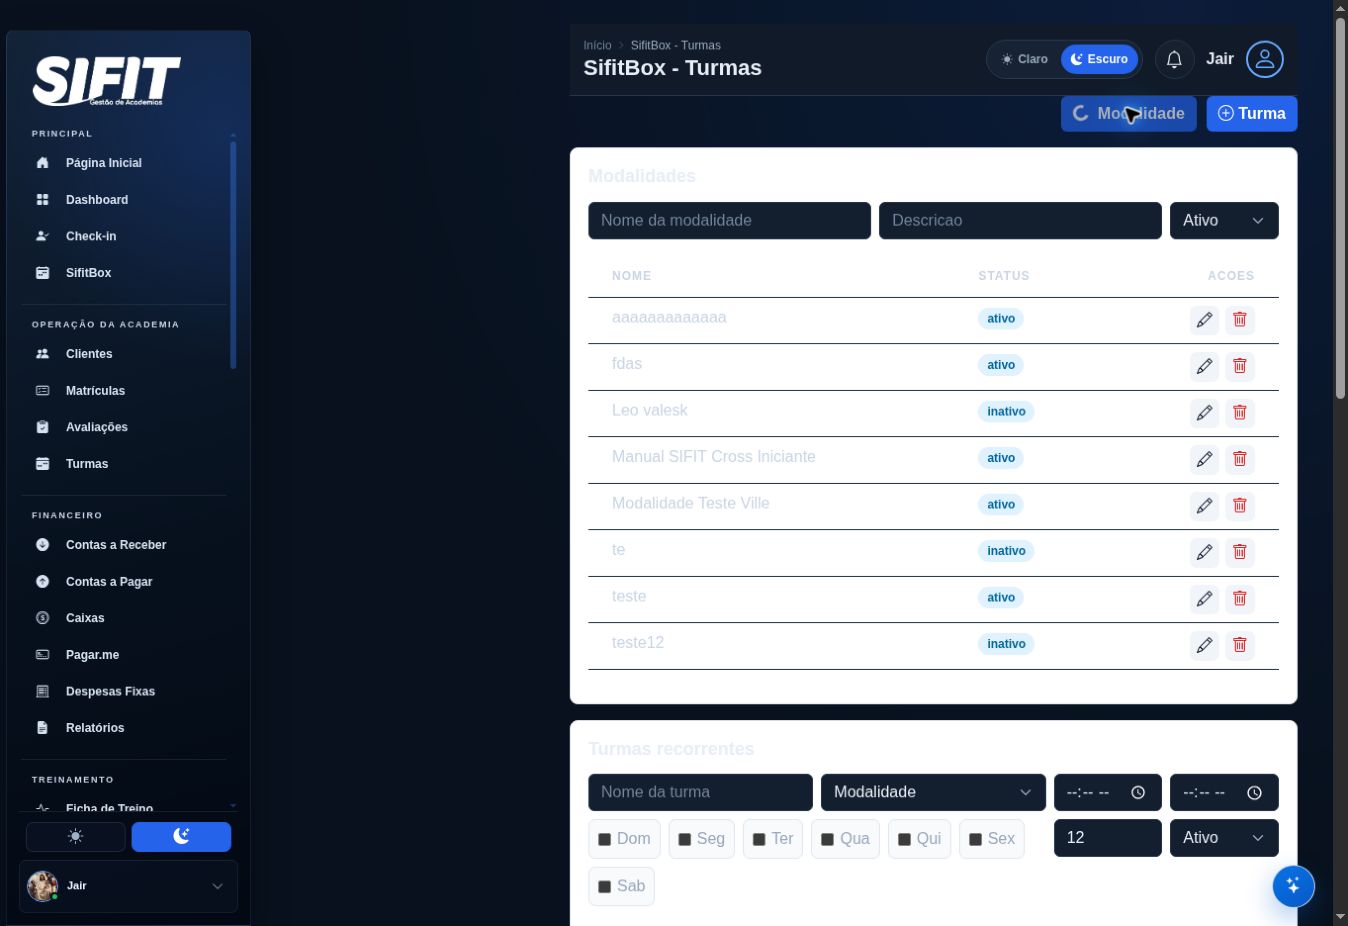 SIFIT
Gestão de Academias
PRINCIPAL
Página Inicial
Dashboard
Check-in
SifitBox
OPERAÇÃO DA ACADEMIA
Clientes
Matrículas
Avaliações
Turmas
FINANCEIRO
Contas a Receber
Contas a Pagar
Caixas
Pagar.me
Despesas Fixas
Relatórios
TREINAMENTO
Ficha de Treino
Jair
Início > SifitBox - Turmas
SifitBox - Turmas
Claro Escuro Jair
Modalidade Turma
Modalidades
Nome da modalidade Descricao Ativo
NOME STATUS ACOES
aaaaaaaaaaaaa ativo
fdas ativo
Leo valesk inativo
Manual SIFIT Cross Iniciante ativo
Modalidade Teste Ville ativo
te inativo
teste ativo
teste12 inativo
Turmas recorrentes
Nome da turma Modalidade --:-- -- --:-- --
Dom Seg Ter Qua Qui Sex 12 Ativo
Sab